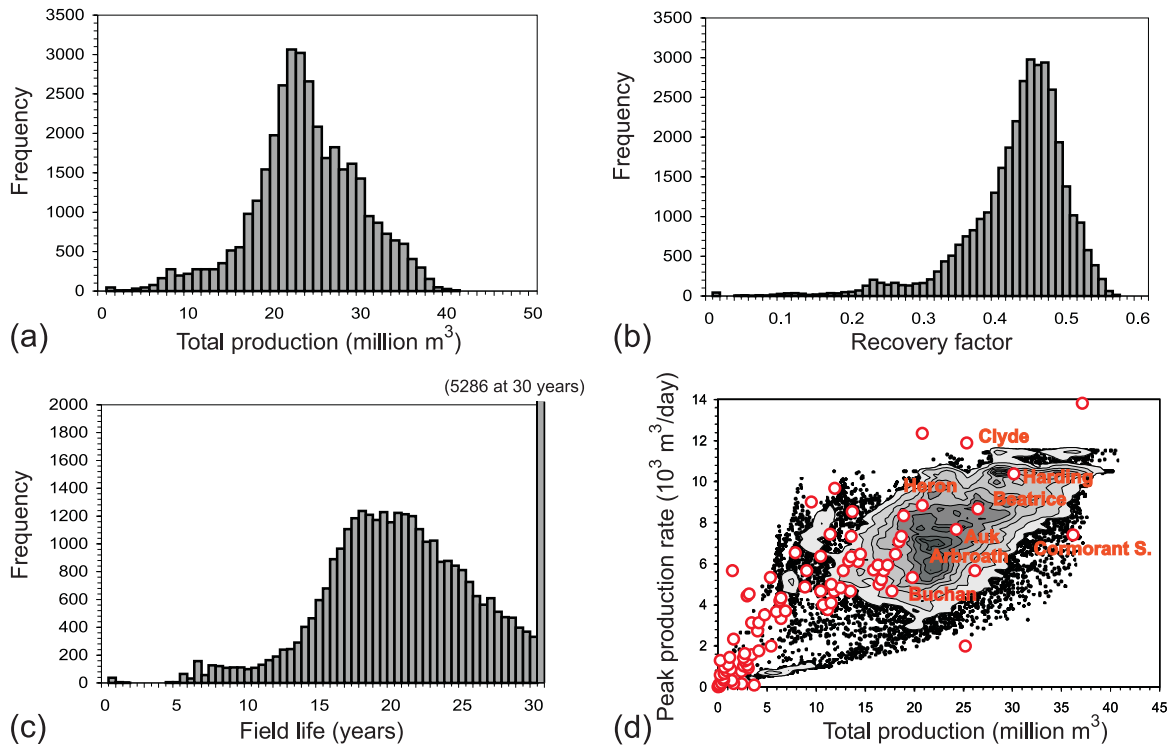 3500
3000
2500
2000
1500
1000
500
0
Frequency
0 10 20 30 40 50
Total production (million m³)
(a)
3500
3000
2500
2000
1500
1000
500
0
Frequency
0 0.1 0.2 0.3 0.4 0.5 0.6
Recovery factor
(b)
(5286 at 30 years)
2000
1800
1600
1400
1200
1000
800
600
400
200
0
Frequency
0 5 10 15 20 25 30
Field life (years)
(c)
14
12
10
8
6
4
2
0
Peak production rate (10³ m³/day)
Clyde
Heron
Harding
Beatrice
Auk
Arbroath
Cormorant S.
Buchan
0 5 10 15 20 25 30 35 40 45
Total production (million m³)
(d)